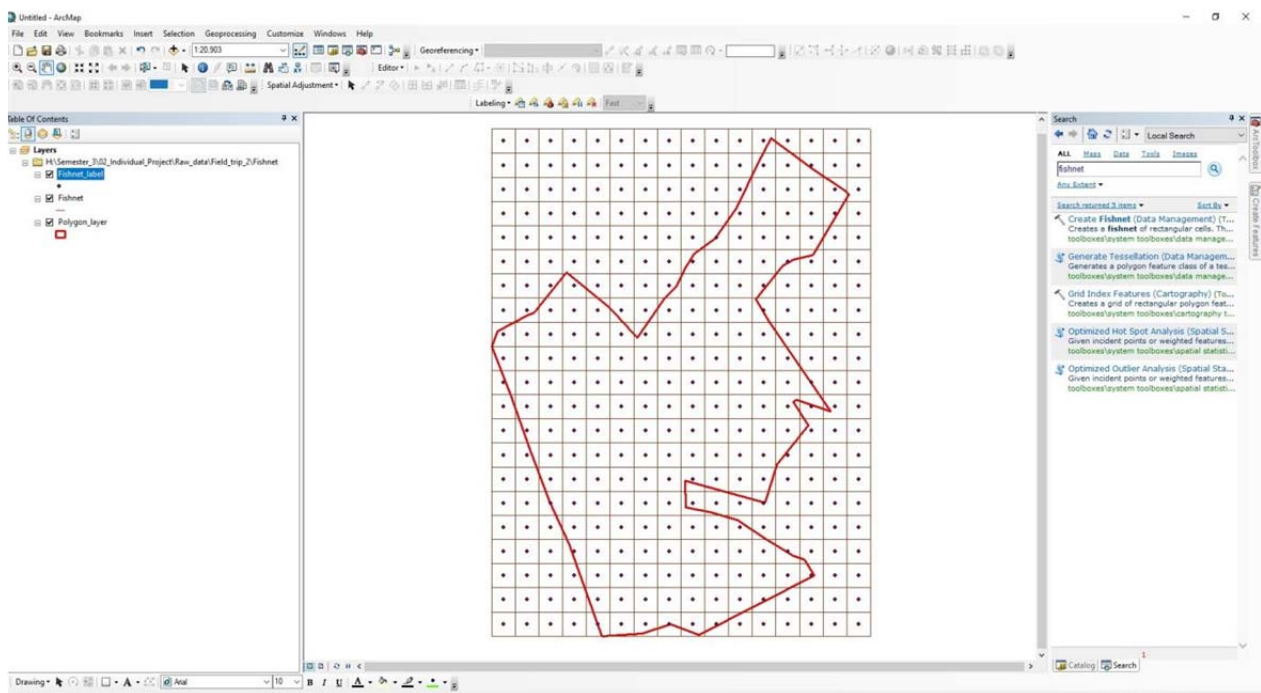 Untitled - ArcMap
File Edit View Bookmarks Insert Selection Geoprocessing Customize Windows Help
1:20,903
Georeferencing
Editor
Spatial Adjustment
Labeling Fast
Table Of Contents
Layers
H:\Semester_3\02_Individual_Project\Raw_data\Field_trip_2\Fishnet
Fishnet_label
Fishnet
Polygon_layer
Search
Local Search
ALL Maps Data Tools Images
fishnet
Any Extent
Search returned 5 items Sort By
Create Fishnet (Data Management) (T...
Creates a fishnet of rectangular cells. Th...
toolboxes\system toolboxes\data manage...
Generate Tessellation (Data Managem...
Generates a polygon feature class of a tes...
toolboxes\system toolboxes\data manage...
Grid Index Features (Cartography) (To...
Creates a grid of rectangular polygon feat...
toolboxes\system toolboxes\cartography t...
Optimized Hot Spot Analysis (Spatial S...
Given incident points or weighted features...
toolboxes\system toolboxes\spatial statisti...
Optimized Outlier Analysis (Spatial Sta...
Given incident points or weighted features...
toolboxes\system toolboxes\spatial statisti...
1
Catalog Search
ArcToolbox
Create Features
Drawing A Arial 10 B I U A